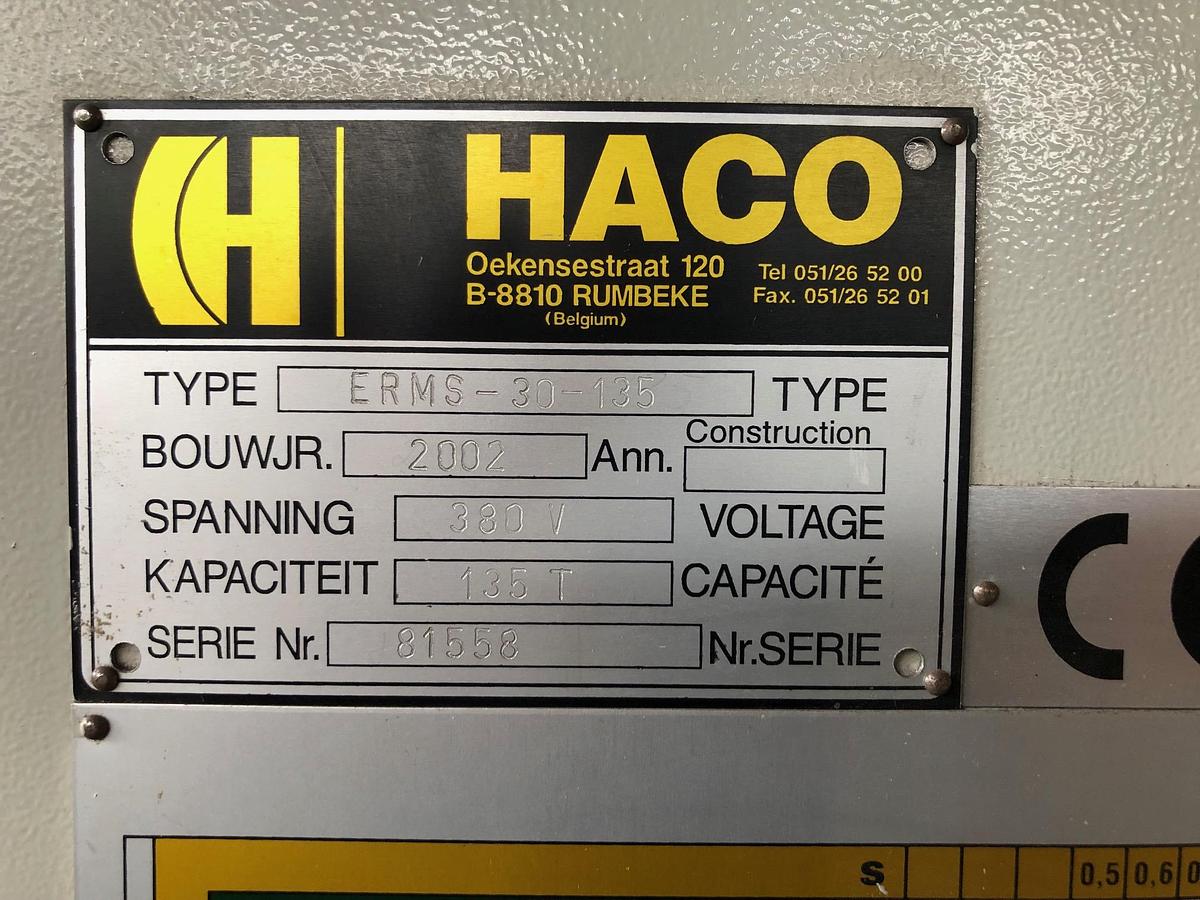 H
HACO
Oekensestraat 120
B-8810 RUMBEKE
(Belgium)
Tel 051/26 52 00
Fax. 051/26 52 01
TYPE ERMS-30-135 TYPE
BOUWJR. 2002 Ann. Construction
SPANNING 380 V VOLTAGE
KAPACITEIT 135 T CAPACITÉ
SERIE Nr. 81558 Nr.SERIE
C
S 0,5 0,6